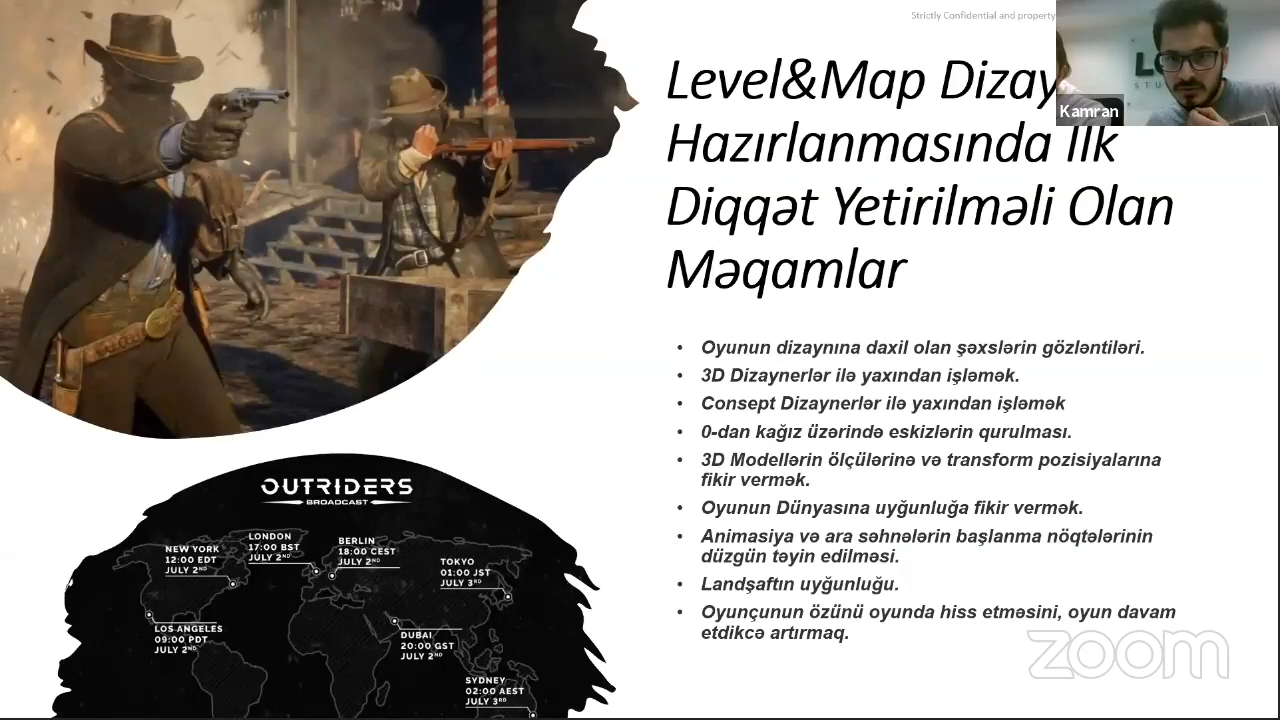 Strictly Confidential and property
Level&Map Dizay
Hazırlanmasında İlk
Diqqət Yetirilməli Olan
Məqamlar
Kamran
• Oyunun dizaynına daxil olan şəxslərin gözləntiləri.
• 3D Dizaynerlər ilə yaxından işləmək.
• Consept Dizaynerlər ilə yaxından işləmək
• 0-dan kağız üzərində eskizlərin qurulması.
• 3D Modellərin ölçülərinə və transform pozisiyalarına
fikir vermək.
• Oyunun Dünyasına uyğunluğa fikir vermək.
• Animasiya və ara səhnələrin başlanma nöqtələrinin
düzgün təyin edilməsi.
• Landşaftın uyğunluğu.
• Oyunçunun özünü oyunda hiss etməsini, oyun davam
etdikcə artırmaq.
OUTRIDERS
BROADCAST
NEW YORK
12:00 EDT
JULY 2ND
LONDON
17:00 BST
JULY 2ND
BERLIN
18:00 CEST
JULY 2ND
TOKYO
01:00 JST
JULY 3RD
LOS ANGELES
09:00 PDT
JULY 2ND
DUBAI
20:00 GST
JULY 2ND
SYDNEY
02:00 AEST
JULY 3RD
zoom